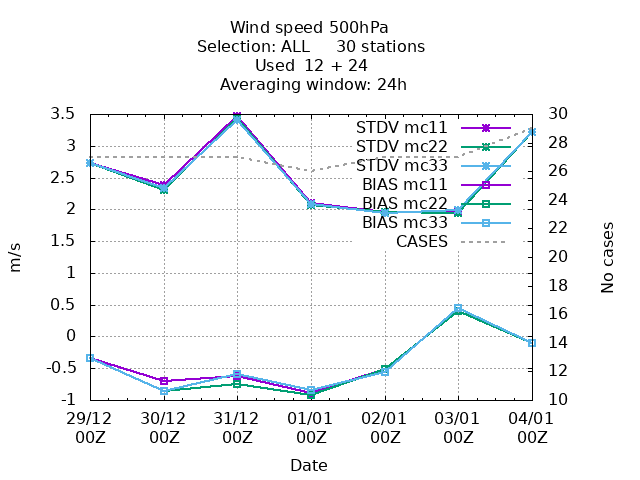 Wind speed 500hPa
Selection: ALL     30 stations
Used  12 + 24
Averaging window: 24h
3.5
3
2.5
2
1.5
1
0.5
0
-0.5
-1
m/s
30
28
26
24
22
20
18
16
14
12
10
No cases
STDV mc11
STDV mc22
STDV mc33
BIAS mc11
BIAS mc22
BIAS mc33
CASES
29/12 30/12 31/12 01/01 02/01 03/01 04/01
00Z 00Z 00Z 00Z 00Z 00Z 00Z
Date